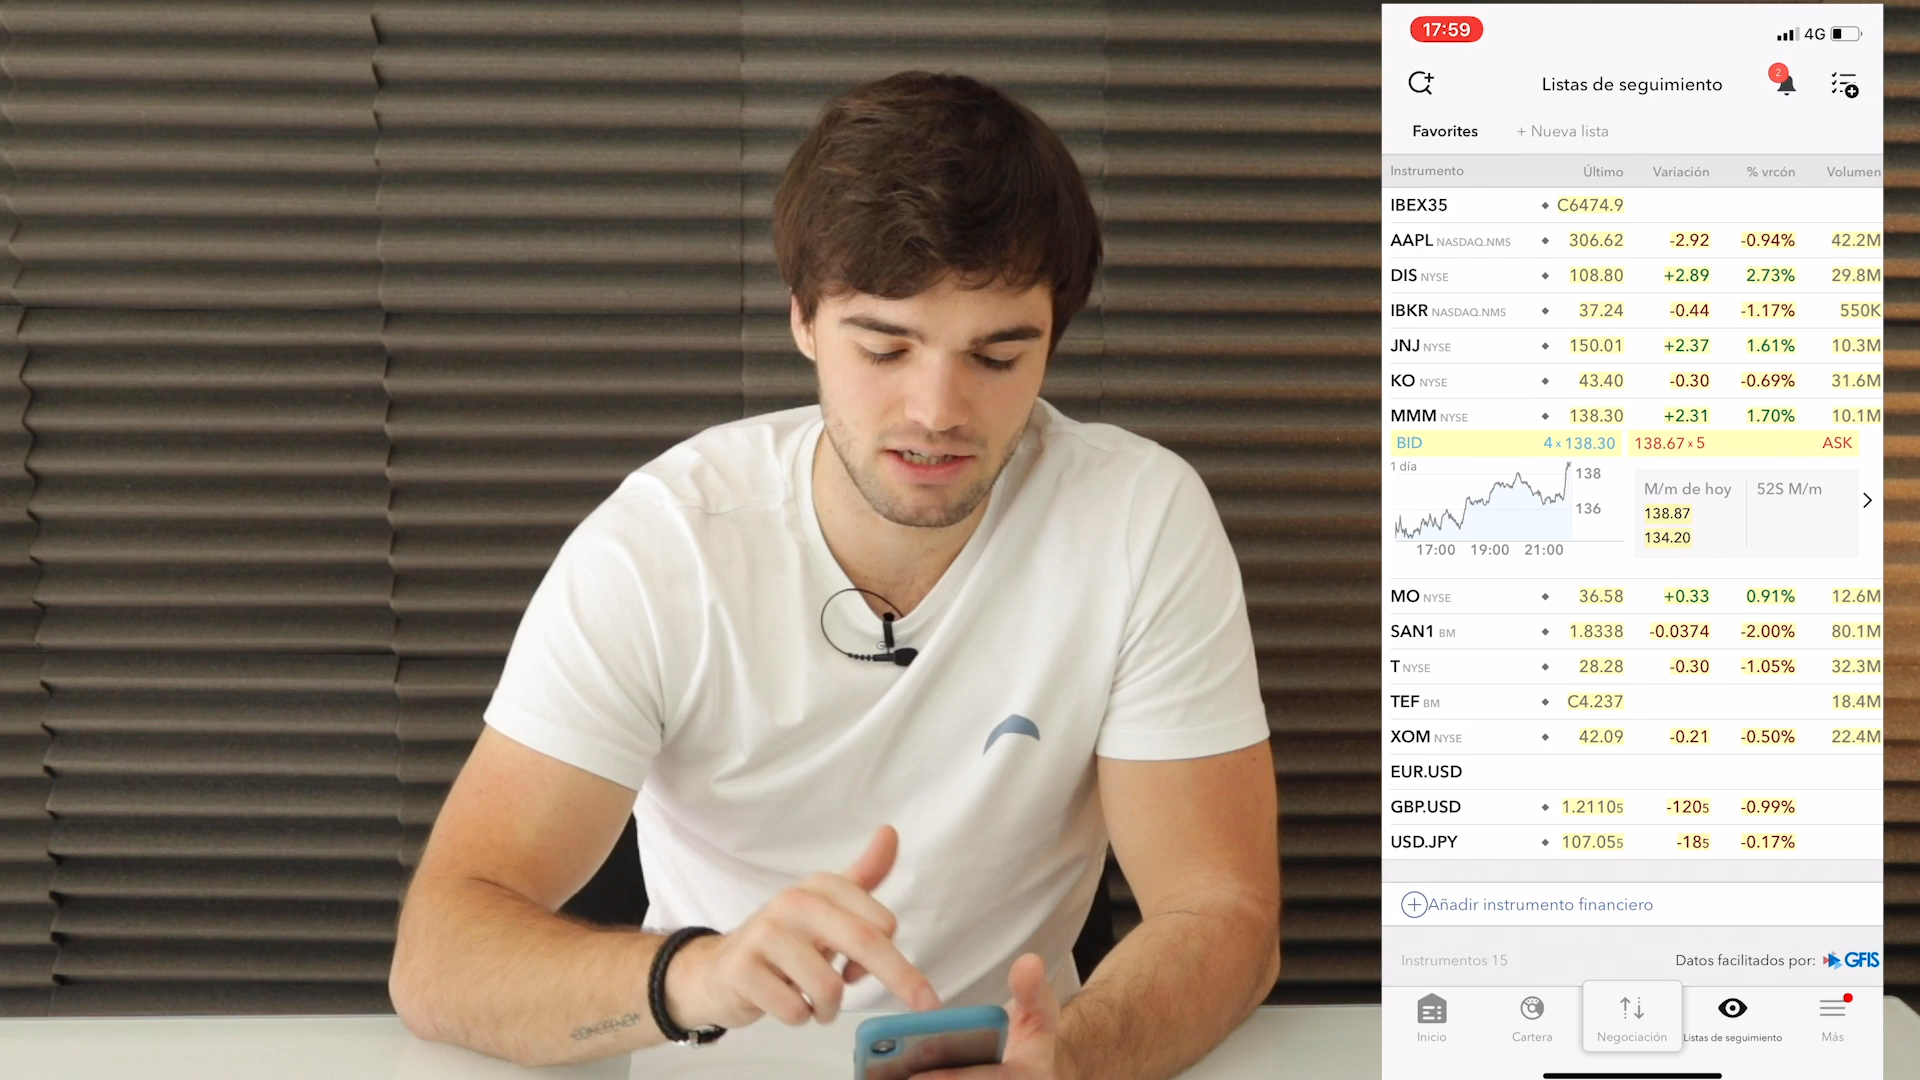 17:59
4G
2
Listas de seguimiento
Favorites + Nueva lista
Instrumento Último Variación % vrcón Volumen
IBEX35 C6474.9
AAPL NASDAQ.NMS 306.62 -2.92 -0.94% 42.2M
DIS NYSE 108.80 +2.89 2.73% 29.8M
IBKR NASDAQ.NMS 37.24 -0.44 -1.17% 550K
JNJ NYSE 150.01 +2.37 1.61% 10.3M
KO NYSE 43.40 -0.30 -0.69% 31.6M
MMM NYSE 138.30 +2.31 1.70% 10.1M
BID 4 x 138.30 138.67 x 5 ASK
1 día
138
136
17:00 19:00 21:00
M/m de hoy 52S M/m
138.87
134.20
MO NYSE 36.58 +0.33 0.91% 12.6M
SAN1 BM 1.8338 -0.0374 -2.00% 80.1M
T NYSE 28.28 -0.30 -1.05% 32.3M
TEF BM C4.237 18.4M
XOM NYSE 42.09 -0.21 -0.50% 22.4M
EUR.USD
GBP.USD 1.21105 -1205 -0.99%
USD.JPY 107.055 -185 -0.17%
Añadir instrumento financiero
Instrumentos 15 Datos facilitados por: GFIS
Inicio Cartera Negociación Listas de seguimiento Más